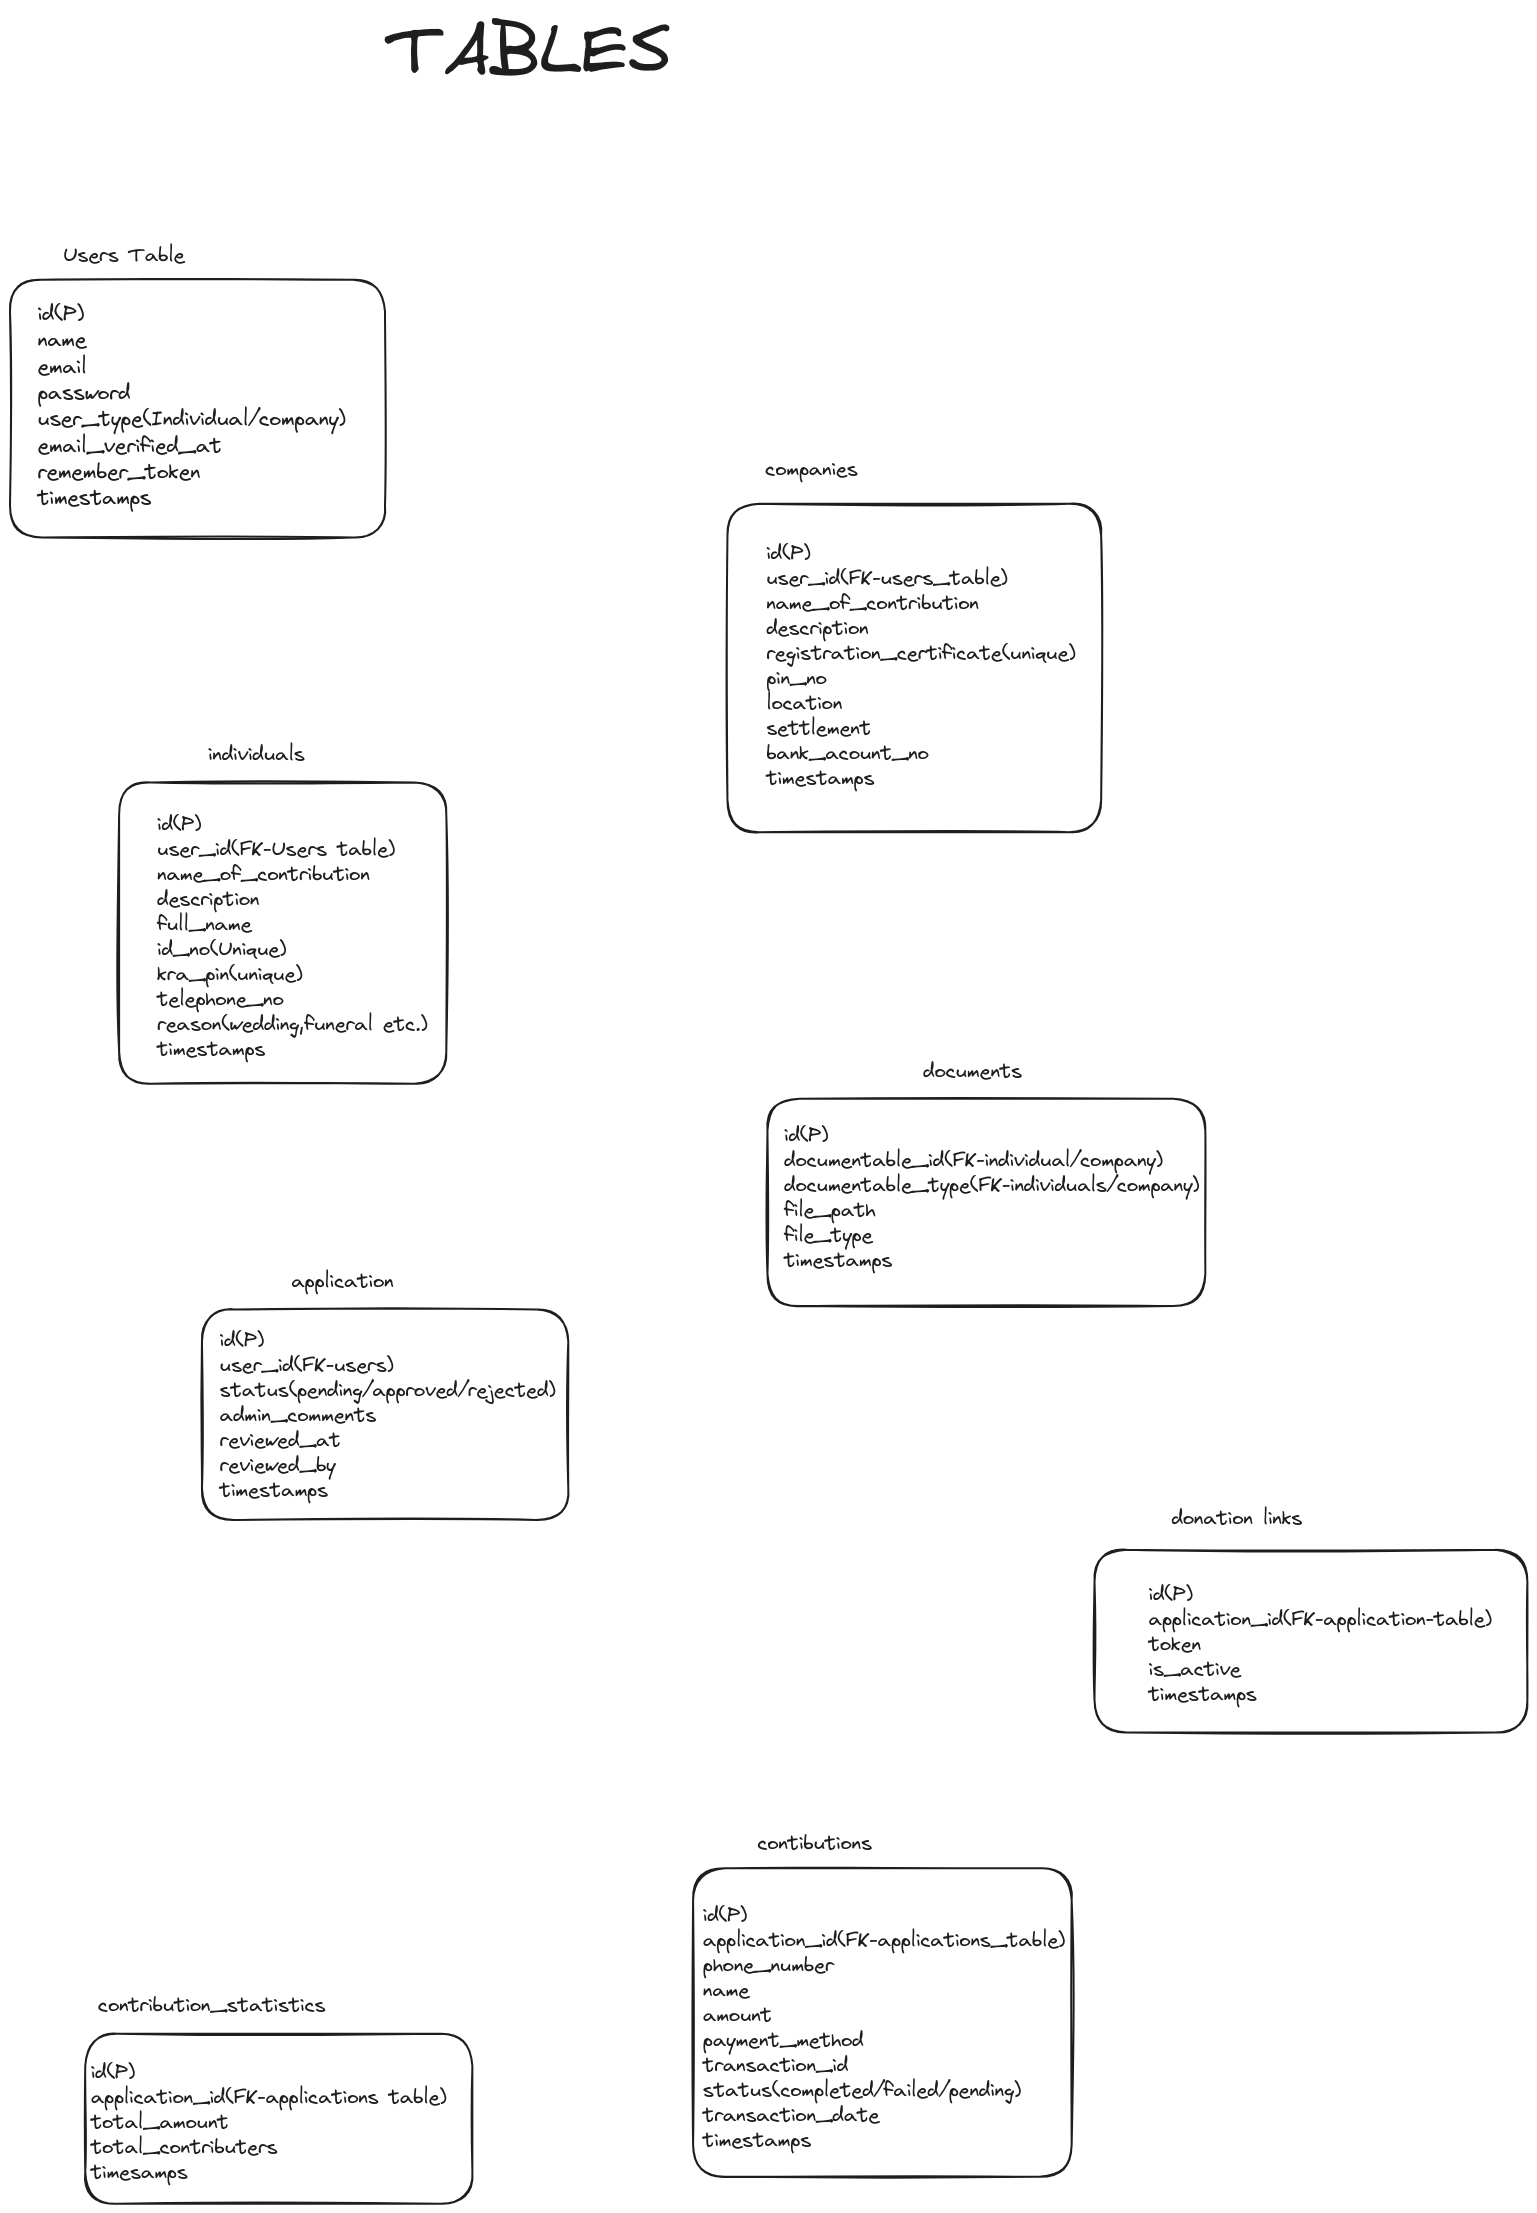 TABLES
Users Table
id(P)
name
email
password
user_type(Individual/company)
email_verified_at
remember_token
timestamps
companies
id(P)
user_id(FK-users_table)
name_of_contribution
description
registration_certificate(unique)
pin_no
location
settlement
bank_acount_no
timestamps
individuals
id(P)
user_id(FK-Users table)
name_of_contribution
description
full_name
id_no(Unique)
kra_pin(unique)
telephone_no
reason(wedding,funeral etc.)
timestamps
documents
id(P)
documentable_id(FK-individual/company)
documentable_type(FK-individuals/company)
file_path
file_type
timestamps
application
id(P)
user_id(FK-users)
status(pending/approved/rejected)
admin_comments
reviewed_at
reviewed_by
timestamps
donation links
id(P)
application_id(FK-application-table)
token
is_active
timestamps
contibutions
id(P)
application_id(FK-applications_table)
phone_number
name
amount
payment_method
transaction_id
status(completed/failed/pending)
transaction_date
timestamps
contribution_statistics
id(P)
application_id(FK-applications table)
total_amount
total_contributers
timesamps